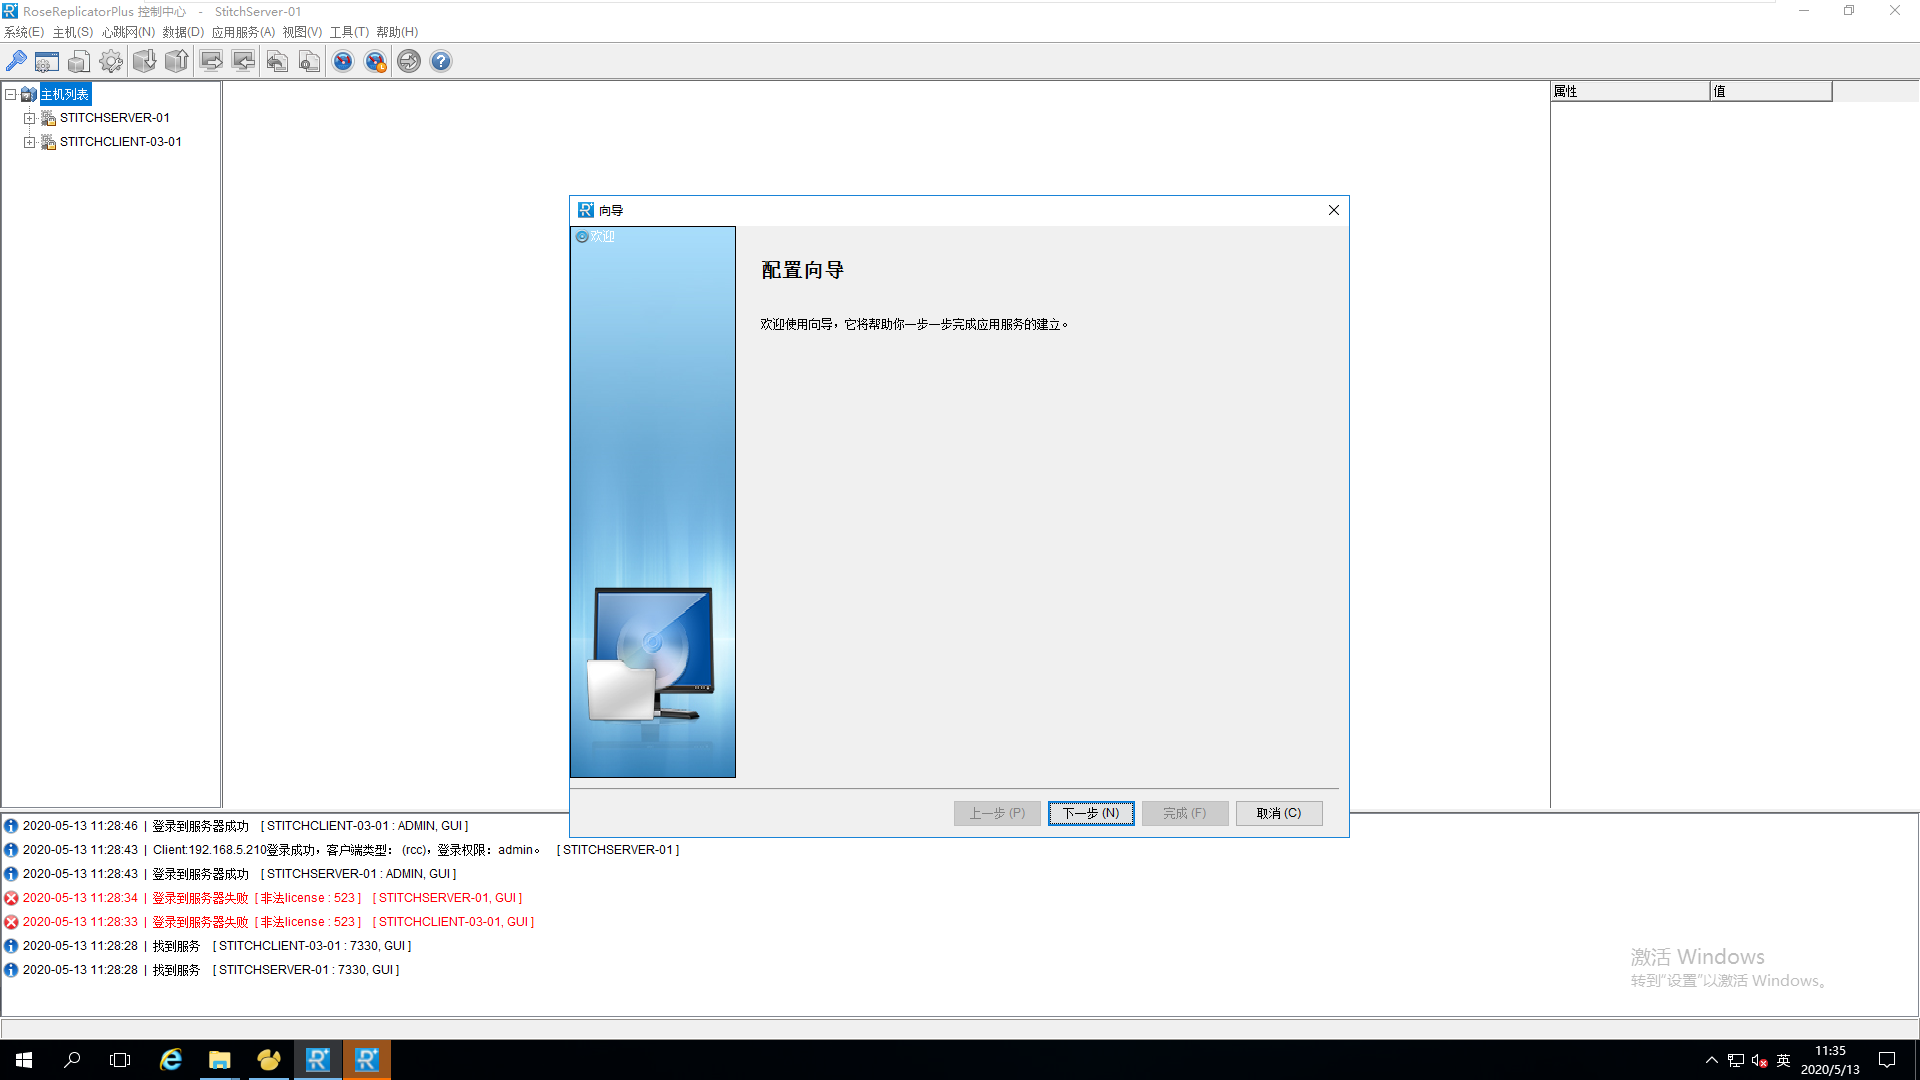 RoseReplicatorPlus 控制中心 - StitchServer-01
系统(E) 主机(S) 心跳网(N) 数据(D) 应用服务(A) 视图(V) 工具(T) 帮助(H)
主机列表
STITCHSERVER-01
STITCHCLIENT-03-01
属性 值
向导
欢迎
配置向导
欢迎使用向导，它将帮助你一步一步完成应用服务的建立。
上一步 (P) 下一步 (N) 完成 (F) 取消 (C)
2020-05-13 11:28:46 | 登录到服务器成功 [ STITCHCLIENT-03-01 : ADMIN, GUI ]
2020-05-13 11:28:43 | Client:192.168.5.210登录成功，客户端类型：(rcc)，登录权限：admin。 [ STITCHSERVER-01 ]
2020-05-13 11:28:43 | 登录到服务器成功 [ STITCHSERVER-01 : ADMIN, GUI ]
2020-05-13 11:28:34 | 登录到服务器失败 [ 非法license : 523 ] [ STITCHSERVER-01, GUI ]
2020-05-13 11:28:33 | 登录到服务器失败 [ 非法license : 523 ] [ STITCHCLIENT-03-01, GUI ]
2020-05-13 11:28:28 | 找到服务 [ STITCHCLIENT-03-01 : 7330, GUI ]
2020-05-13 11:28:28 | 找到服务 [ STITCHSERVER-01 : 7330, GUI ]
激活 Windows
转到"设置"以激活 Windows。
英
11:35
2020/5/13